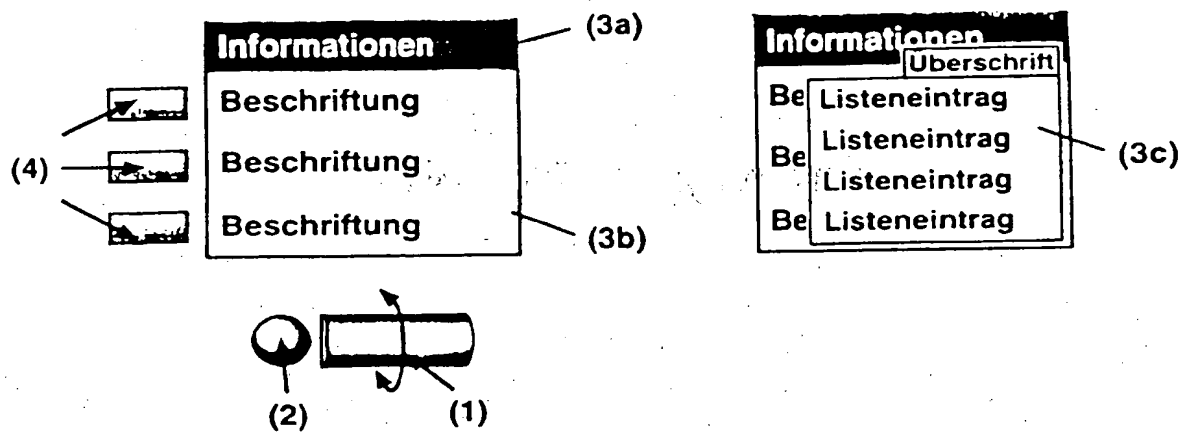 Informationen
(3a)
Beschriftung
(4)
Beschriftung
Beschriftung
(3b)
(2)
(1)
Informationen
Überschrift
Be
Listeneintrag
Listeneintrag
Be
(3c)
Listeneintrag
Be
Listeneintrag